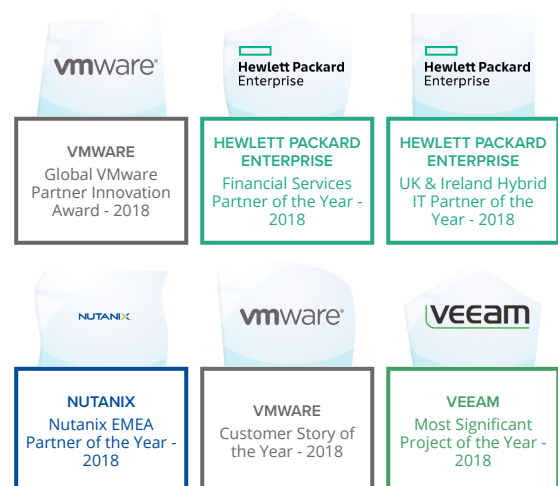 vmware®
Hewlett Packard
Enterprise
Hewlett Packard
Enterprise
VMWARE
Global VMware
Partner Innovation
Award - 2018
HEWLETT PACKARD
ENTERPRISE
Financial Services
Partner of the Year -
2018
HEWLETT PACKARD
ENTERPRISE
UK & Ireland Hybrid
IT Partner of the
Year - 2018
NUTANIX
vmware®
veeam
NUTANIX
Nutanix EMEA
Partner of the Year -
2018
VMWARE
Customer Story of
the Year - 2018
VEEAM
Most Significant
Project of the Year -
2018